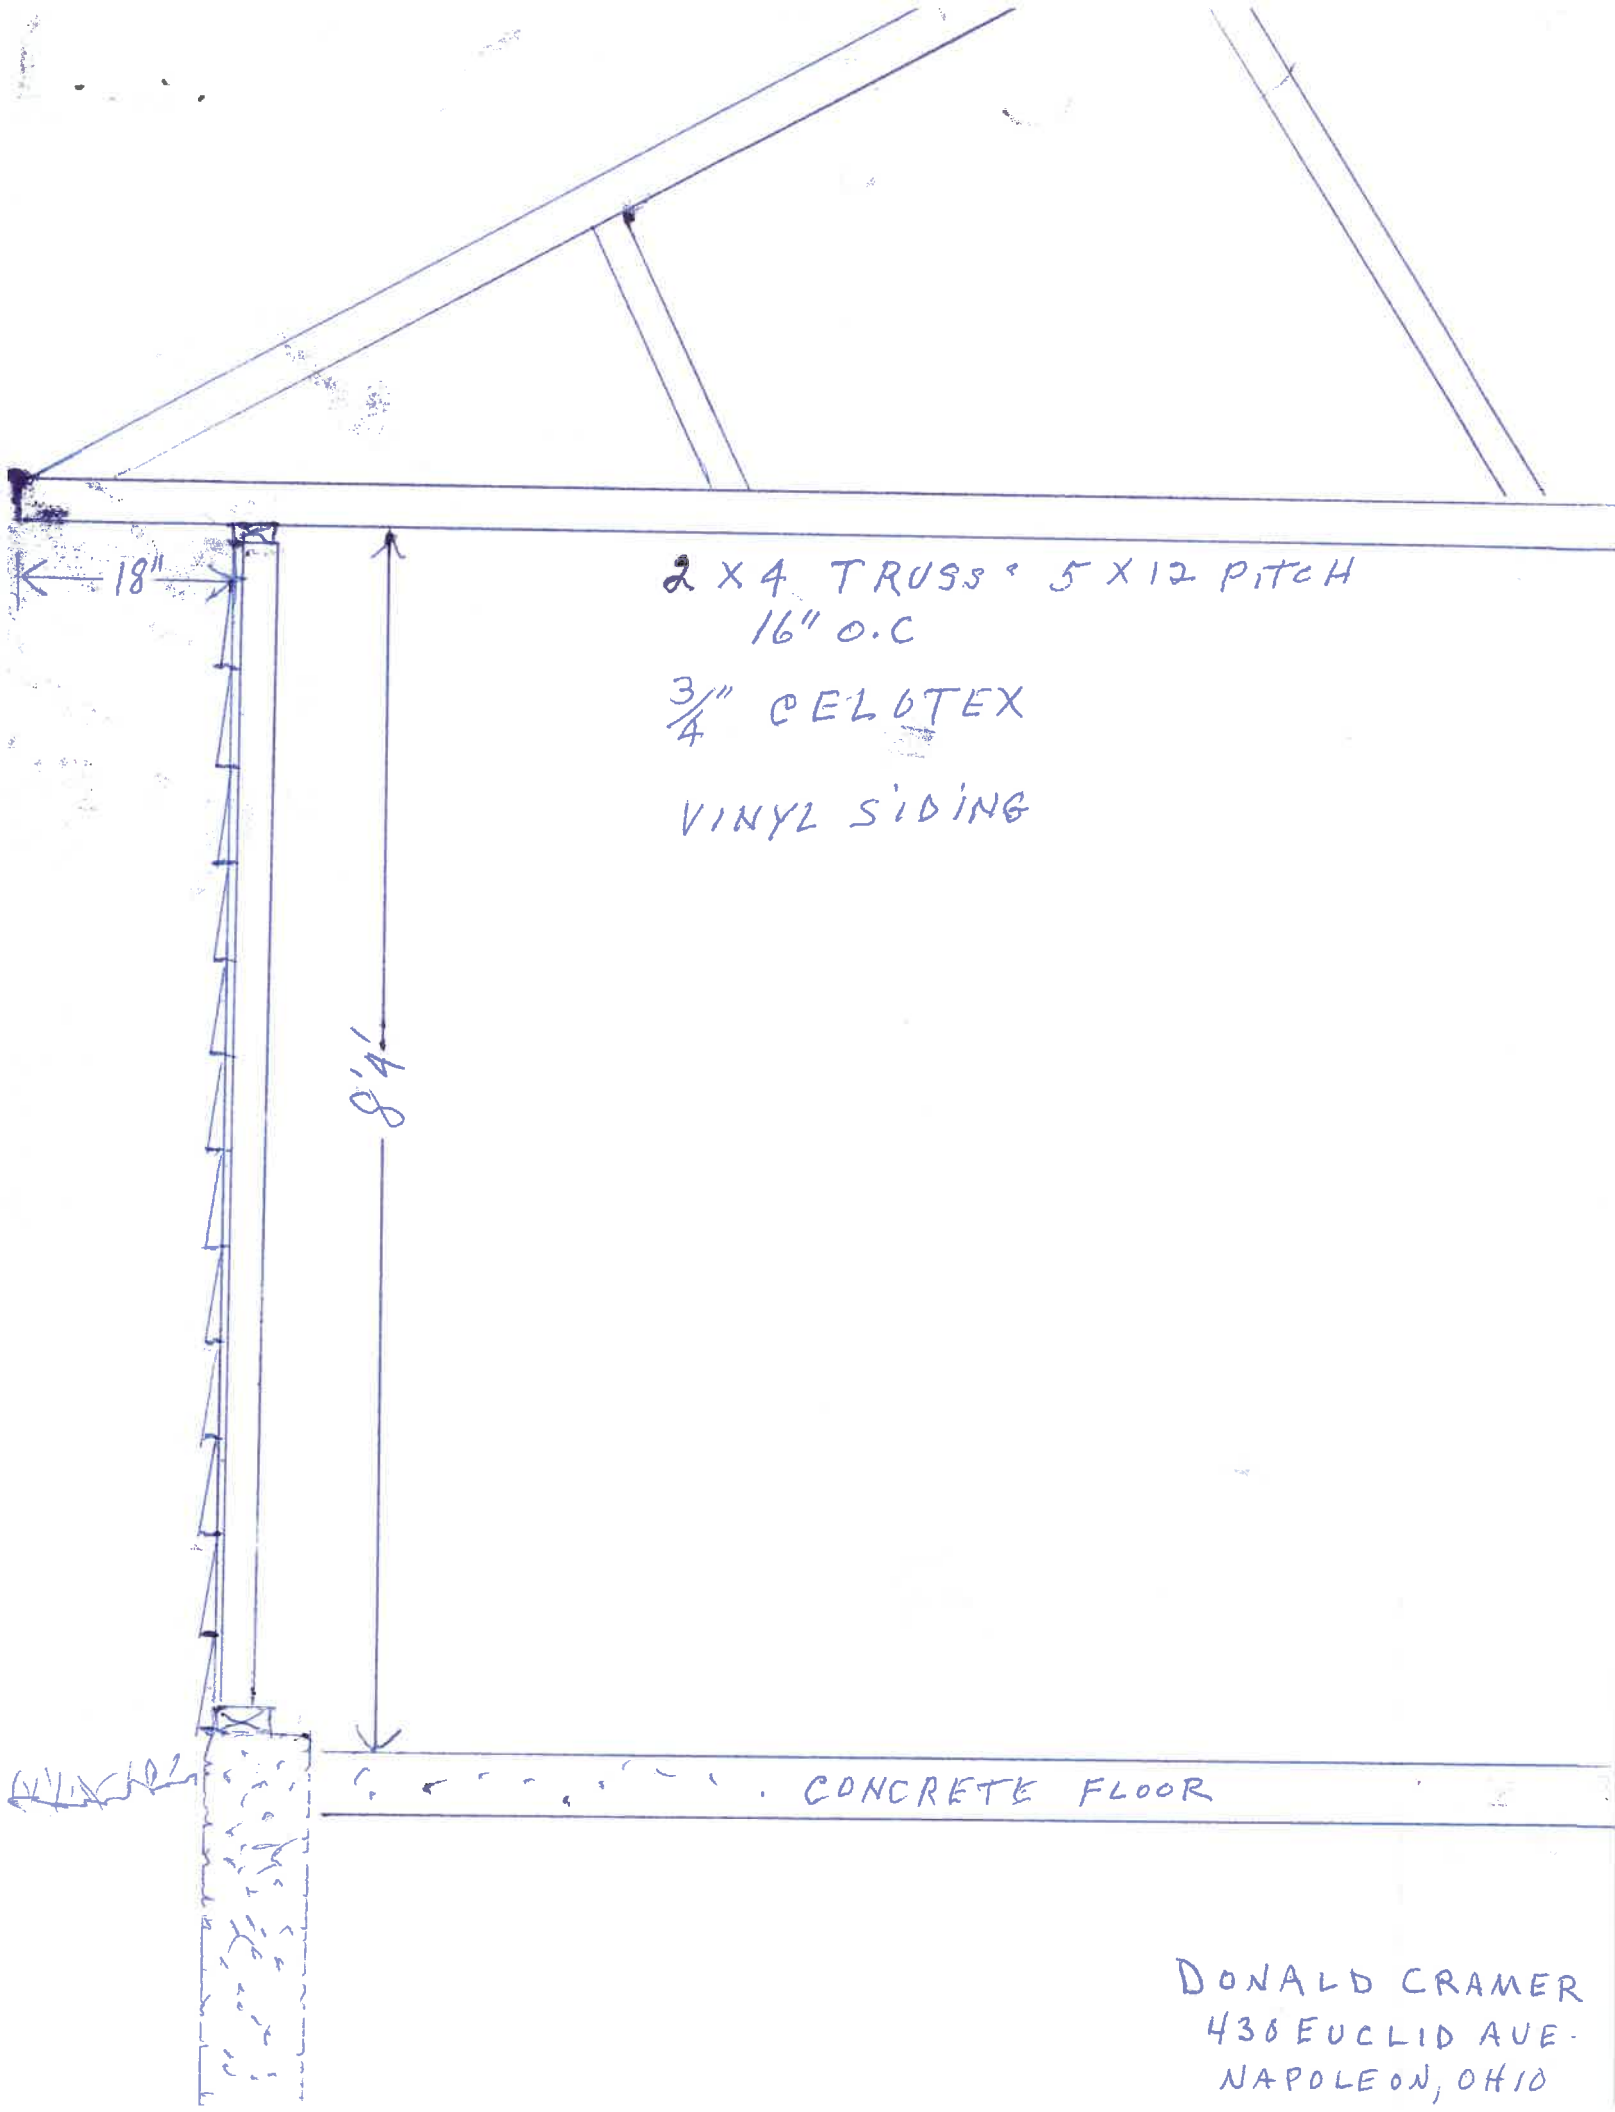 18"
2 X 4 TRUSS • 5 X 12 PITCH
16" O.C
3/4" CELOTEX
VINYL SIDING
8'4'
CONCRETE FLOOR
DONALD CRAMER
430 EUCLID AVE.
NAPOLEON, OHIO